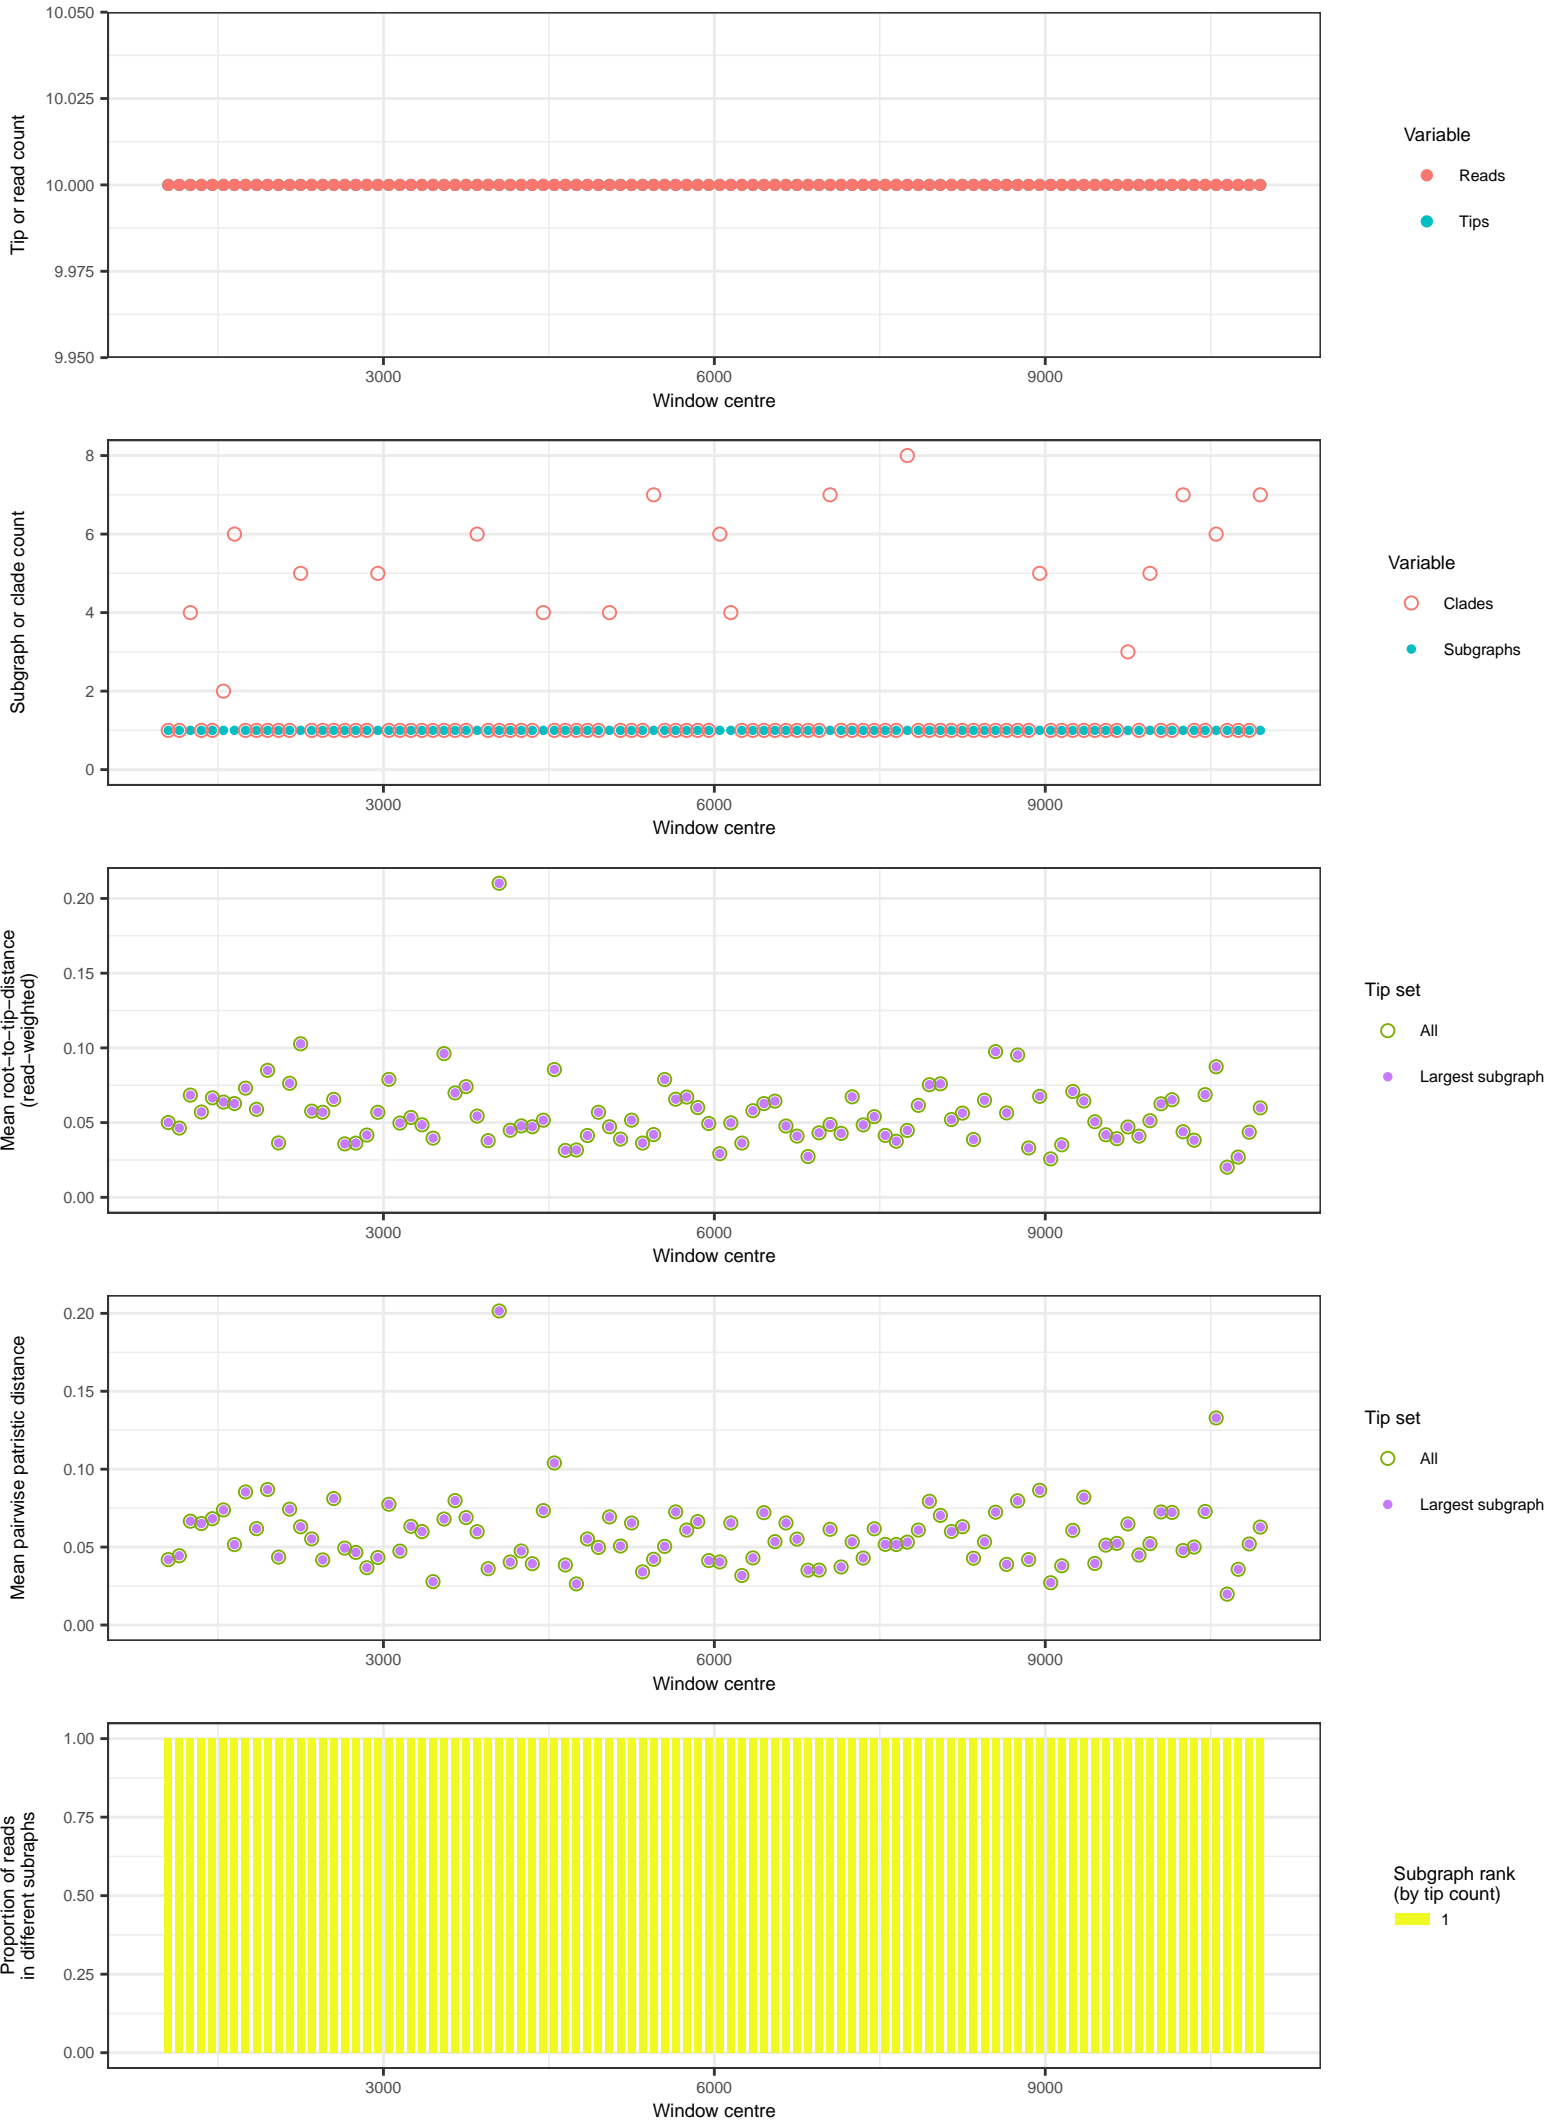 10.050
10.025
10.000
9.975
9.950
Tip or read count
3000 6000 9000
Window centre
Variable
Reads
Tips
8
6
4
2
0
Subgraph or clade count
3000 6000 9000
Window centre
Variable
Clades
Subgraphs
0.20
0.15
0.10
0.05
0.00
Mean root−to−tip−distance
(read−weighted)
3000 6000 9000
Window centre
Tip set
All
Largest subgraph
0.20
0.15
0.10
0.05
0.00
Mean pairwise patristic distance
3000 6000 9000
Window centre
Tip set
All
Largest subgraph
1.00
0.75
0.50
0.25
0.00
Proportion of reads
in different subraphs
3000 6000 9000
Window centre
Subgraph rank
(by tip count)
1